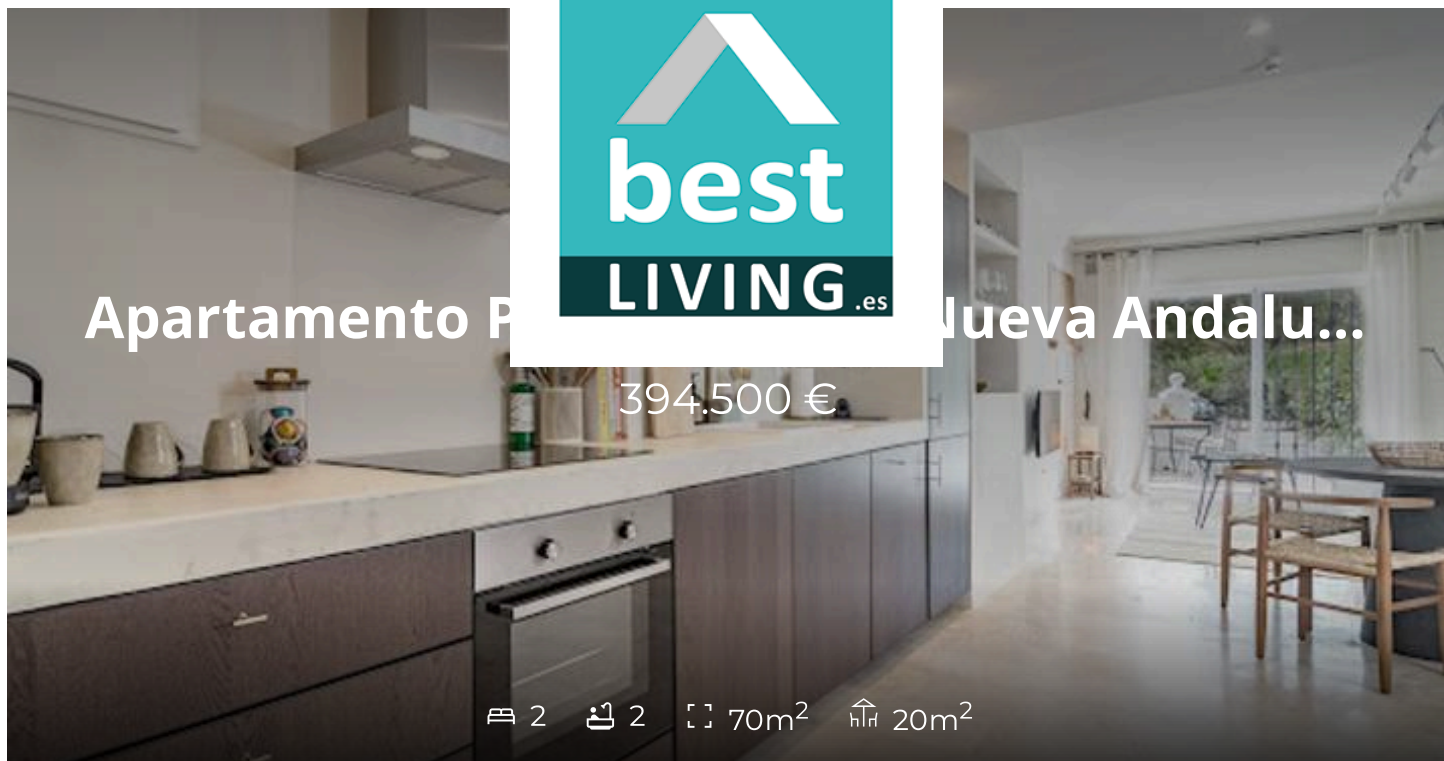 best
LIVING.es
Apartamento Nueva Andalu...
394.500 €
2 2 70m² 20m²